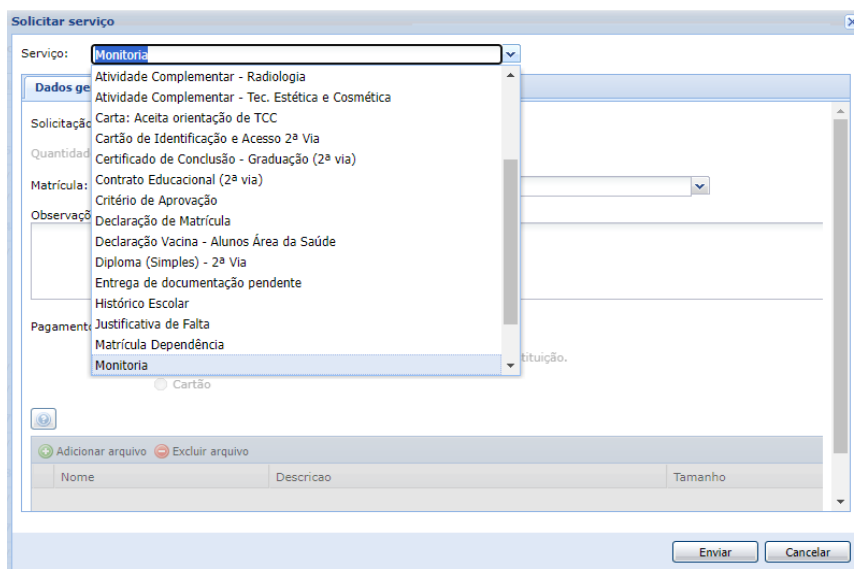 Solicitar serviço
Serviço: Monitoria
Atividade Complementar - Radiologia
Atividade Complementar - Tec. Estética e Cosmética
Carta: Aceita orientação de TCC
Cartão de Identificação e Acesso 2ª Via
Certificado de Conclusão - Graduação (2ª via)
Contrato Educacional (2ª via)
Critério de Aprovação
Declaração de Matrícula
Declaração Vacina - Alunos Área da Saúde
Diploma (Simples) - 2ª Via
Entrega de documentação pendente
Histórico Escolar
Justificativa de Falta
Matrícula Dependência
Monitoria
Dados ge
Solicitação
Quantidad
Matrícula:
Observaçõ
Pagamento
tituição.
Cartão
Adicionar arquivo Excluir arquivo
Nome Descricao Tamanho
Enviar Cancelar